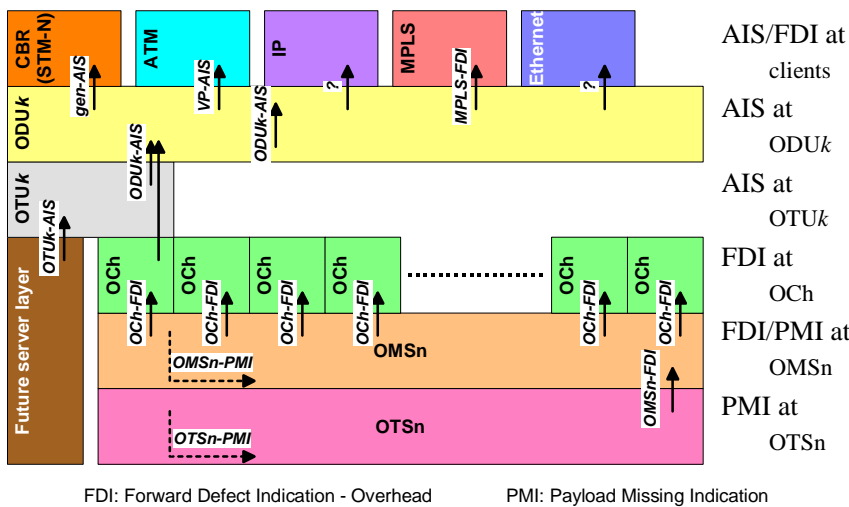 CBR
(STM-N)
ATM
IP
MPLS
Ethernet
AIS/FDI at
clients
gen-AIS
VP-AIS
?
MPLS-FDI
?
ODUk
ODUk-AIS
ODUk-AIS
AIS at
ODUk
OTUk
OTUk-AIS
AIS at
OTUk
Future server layer
OCh
OCh
OCh
OCh
OCh
OCh
FDI at
OCh
OCh-FDI
OCh-FDI
OCh-FDI
OCh-FDI
OCh-FDI
OCh-FDI
OMSn
OMSn-PMI
OMSn-FDI
FDI/PMI at
OMSn
OTSn
OTSn-PMI
PMI at
OTSn
FDI: Forward Defect Indication - Overhead
PMI: Payload Missing Indication